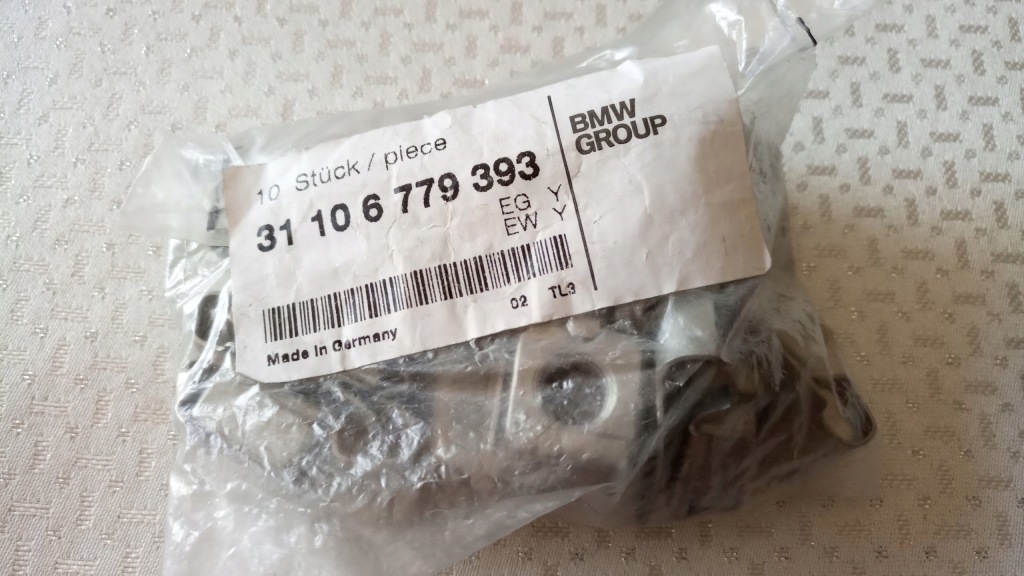 10 Stück / piece
31 10 6 779 393
EG Y
EW Y
02 TL3
Made In Germany
BMW
GROUP